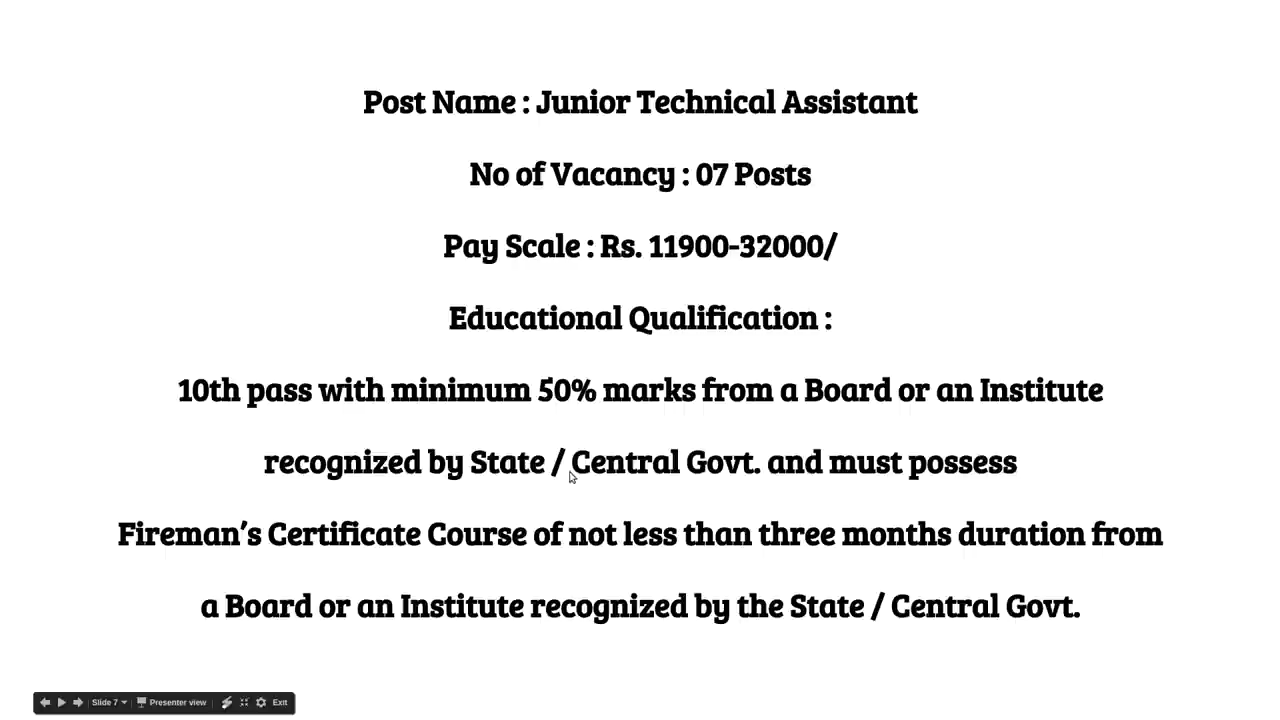 Post Name : Junior Technical Assistant
No of Vacancy : 07 Posts
Pay Scale : Rs. 11900-32000/
Educational Qualification :
10th pass with minimum 50% marks from a Board or an Institute
recognized by State / Central Govt. and must possess
Fireman’s Certificate Course of not less than three months duration from
a Board or an Institute recognized by the State / Central Govt.
Slide 7 Presenter view Exit